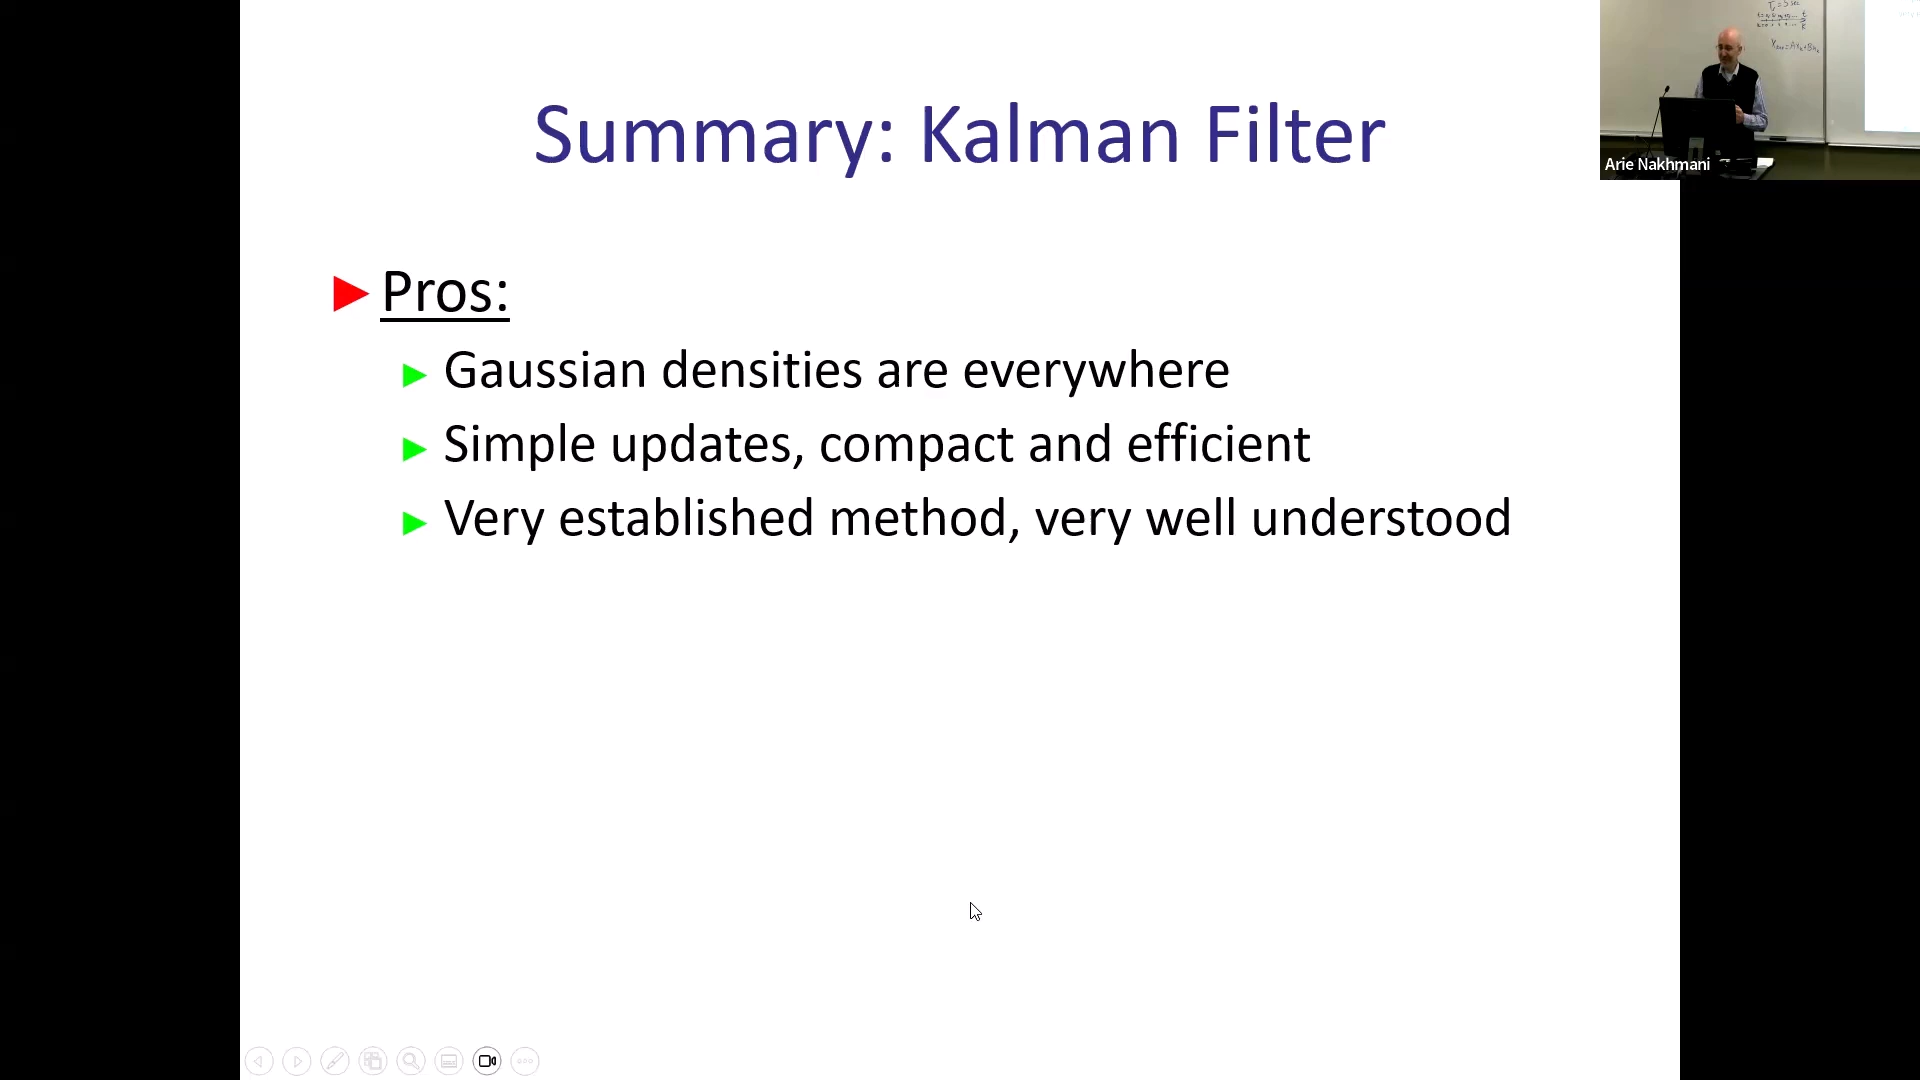 Summary: Kalman Filter
Pros:
Gaussian densities are everywhere
Simple updates, compact and efficient
Very established method, very well understood
Arie Nakhmani